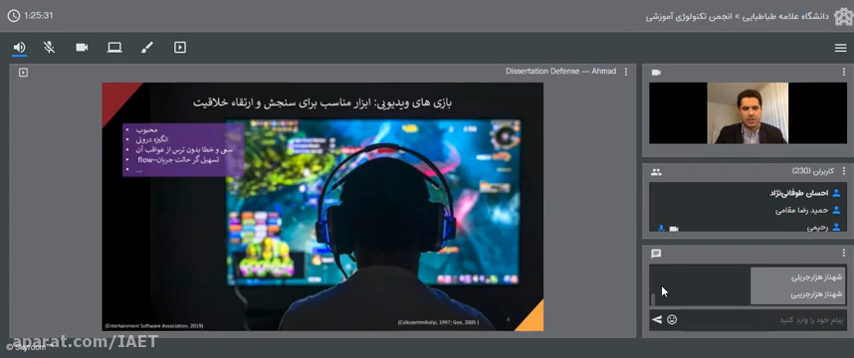 1:25:31
دانشگاه علامه طباطبایی » انجمن تکنولوژی آموزشی
Dissertation Defense -- Ahmad
بازی های ویدیویی: ابزار مناسب برای سنجش و ارتقاء خلاقیت
• محبوب
• انگیزه درونی
• سعی و خطا بدون ترس از عواقب آن
• تسهیل گر حالت جریان-flow
• ...
(Entertainment Software Association, 2019)
(Csikszentmihalyi, 1997; Gee, 2005 )
کاربران (230)
احسان طوفانی‌نژاد
حمید رضا مقامی
رحیمی
شهناز هزارجریبی
شهناز هزارجریبی
پیام خود را وارد کنید
© Skyroom
aparat.com/IAET